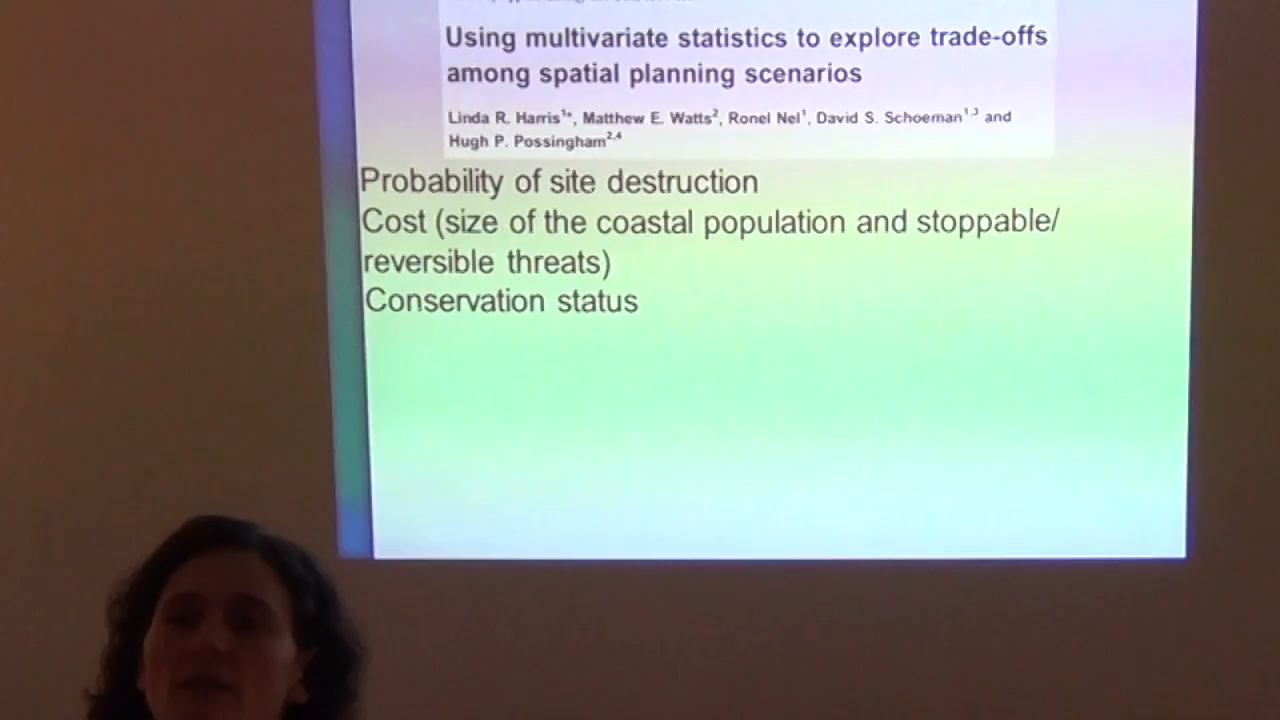 Using multivariate statistics to explore trade-offs
among spatial planning scenarios
Linda R. Harris¹*, Matthew E. Watts², Ronel Nel¹, David S. Schoeman¹,³ and
Hugh P. Possingham²,⁴
Probability of site destruction
Cost (size of the coastal population and stoppable/
reversible threats)
Conservation status